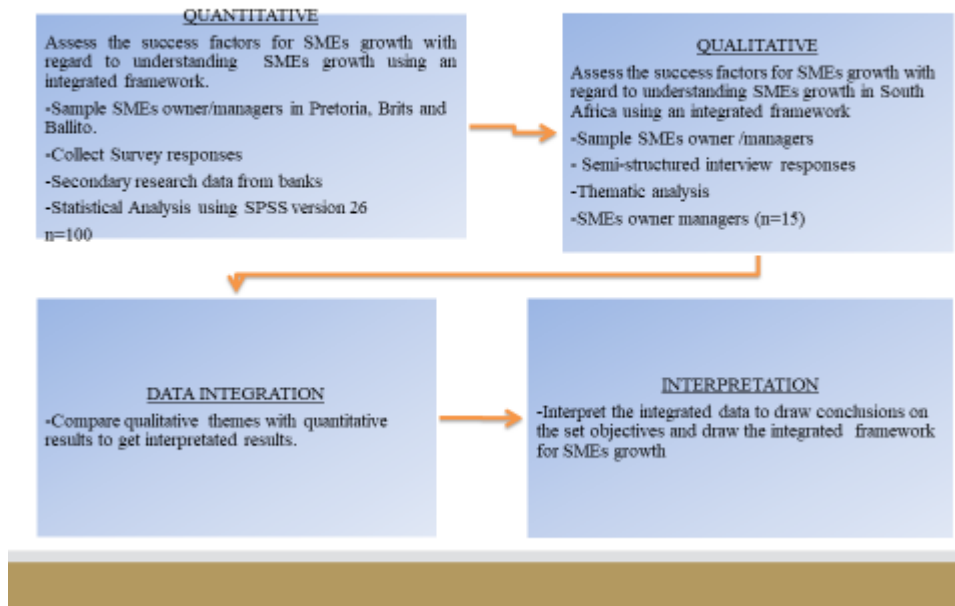 QUANTITATIVE
Assess the success factors for SMEs growth with
regard to understanding SMEs growth using an
integrated framework.
-Sample SMEs owner/managers in Pretoria, Brits and
Ballito.
-Collect Survey responses
-Secondary research data from banks
-Statistical Analysis using SPSS version 26
n=100
QUALITATIVE
Assess the success factors for SMEs growth with
regard to understanding SMEs growth in South
Africa using an integrated framework
-Sample SMEs owner /managers
- Semi-structured interview responses
-Thematic analysis
-SMEs owner managers (n=15)
DATA INTEGRATION
-Compare qualitative themes with quantitative
results to get interpretated results.
INTERPRETATION
-Interpret the integrated data to draw conclusions on
the set objectives and draw the integrated framework
for SMEs growth